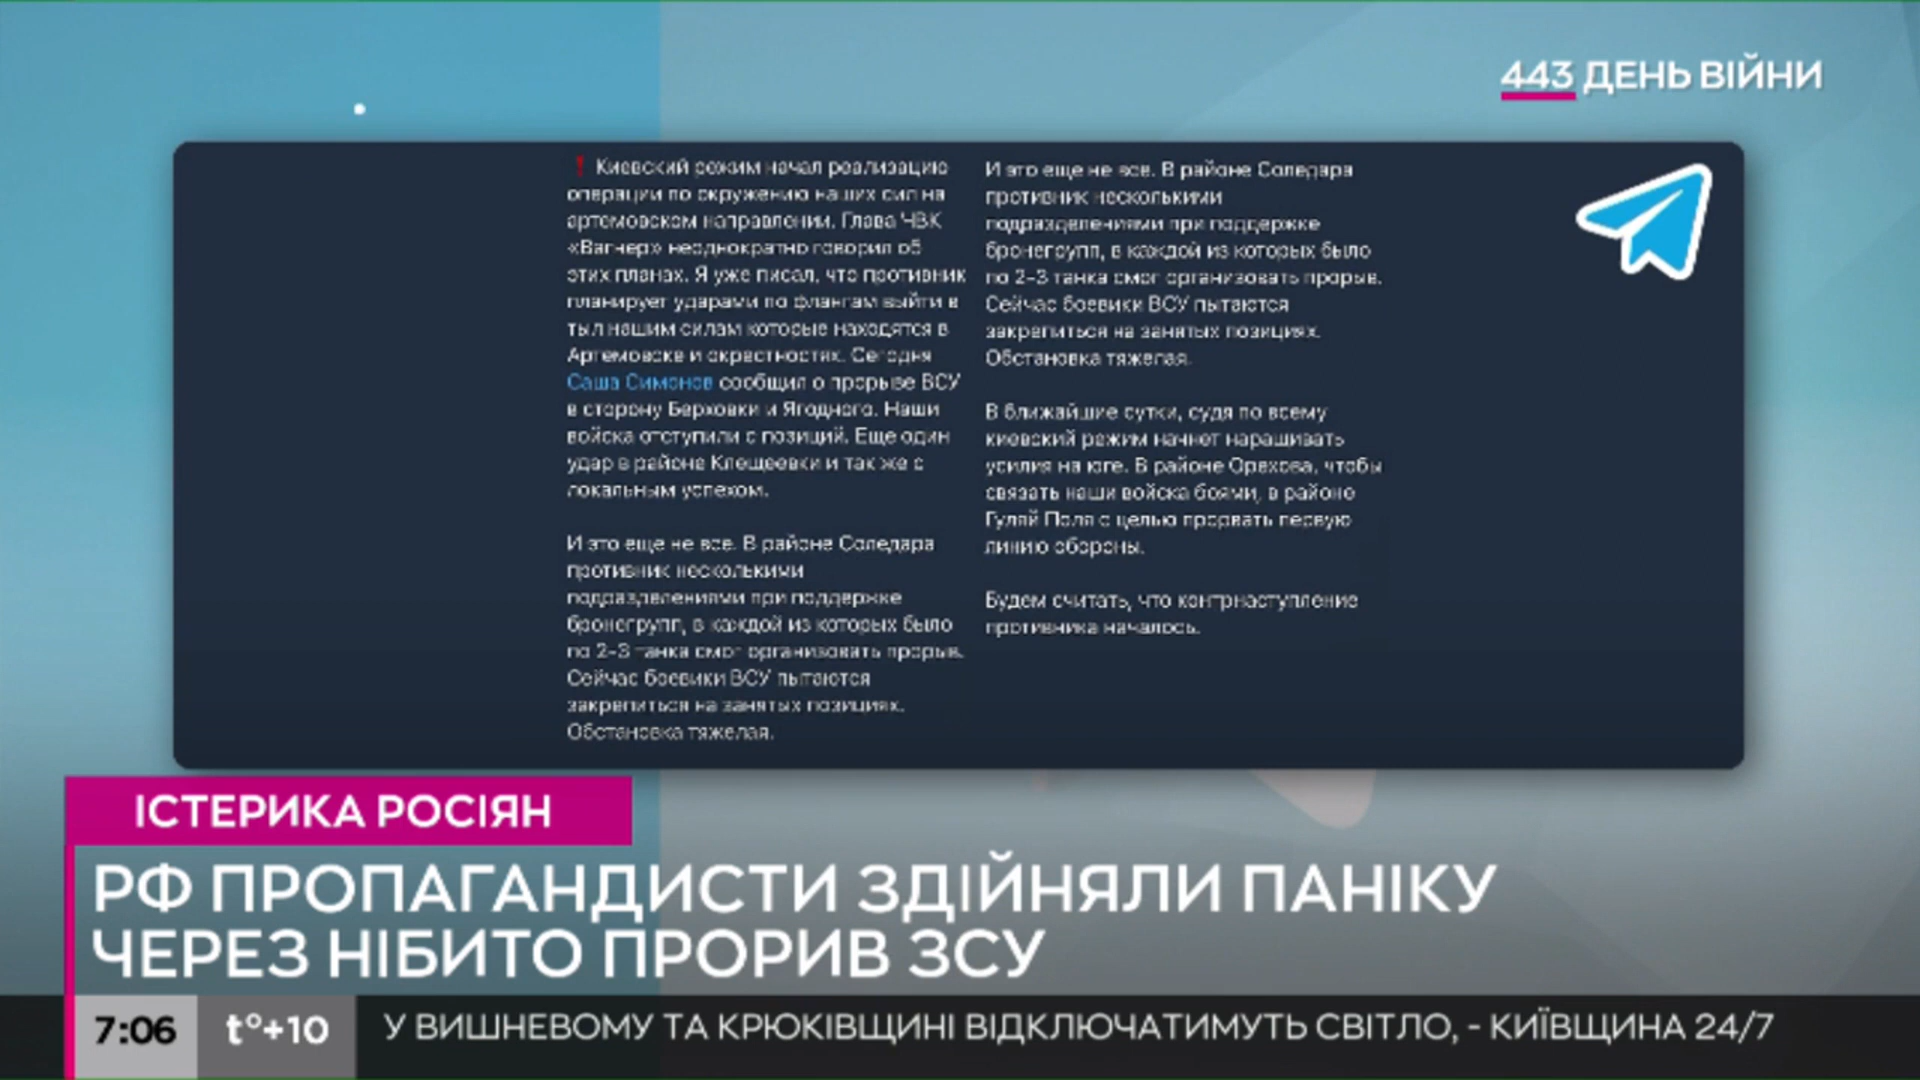 443 ДЕНЬ ВІЙНИ
❗ Киевский режим начал реализацию
операции по окружению наших сил на
артемовском направлении. Глава ЧВК
«Вагнер» неоднократно говорил об
этих планах. Я уже писал, что противник
планирует ударами по флангам выйти в
тыл нашим силам которые находятся в
Артемовске и окрестностях. Сегодня
Саша Симонов сообщил о прорыве ВСУ
в сторону Берховки и Ягодного. Наши
войска отступили с позиций. Еще один
удар в районе Клещеевки и так же с
локальным успехом.
И это еще не все. В районе Соледара
противник несколькими
подразделениями при поддержке
бронегрупп, в каждой из которых было
по 2-3 танка смог организовать прорыв.
Сейчас боевики ВСУ пытаются
закрепиться на занятых позициях.
Обстановка тяжелая.
И это еще не все. В районе Соледара
противник несколькими
подразделениями при поддержке
бронегрупп, в каждой из которых было
по 2-3 танка смог организовать прорыв.
Сейчас боевики ВСУ пытаются
закрепиться на занятых позициях.
Обстановка тяжелая.
В ближайшие сутки, судя по всему
киевский режим начнет наращивать
усилия на юге. В районе Орехова, чтобы
связать наши войска боями, в районе
Гуляй Поля с целью прорвать первую
линию обороны.
Будем считать, что контрнаступление
противника началось.
ІСТЕРИКА РОСІЯН
РФ ПРОПАГАНДИСТИ ЗДІЙНЯЛИ ПАНІКУ
ЧЕРЕЗ НІБИТО ПРОРИВ ЗСУ
7:06 t°+10 У ВИШНЕВОМУ ТА КРЮКІВЩИНІ ВІДКЛЮЧАТИМУТЬ СВІТЛО, - КИЇВЩИНА 24/7